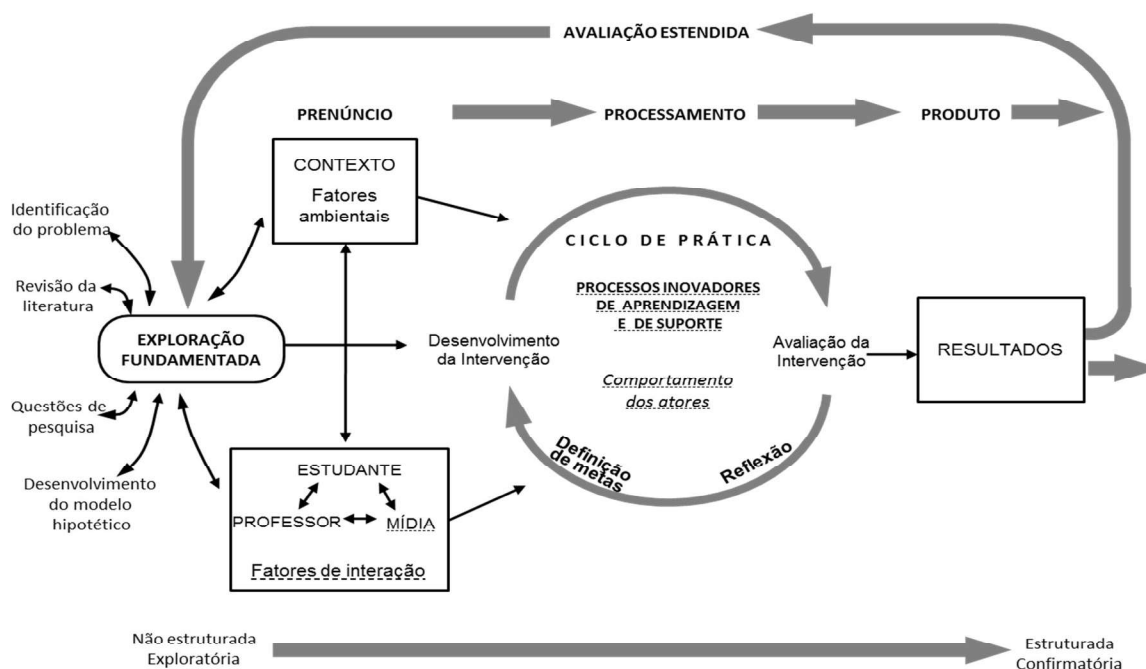 AVALIAÇÃO ESTENDIDA
PRENÚNCIO
PROCESSAMENTO
PRODUTO
CONTEXTO
Fatores
ambientais
Identificação
do problema
Revisão da
literatura
EXPLORAÇÃO
FUNDAMENTADA
Questões de
pesquisa
Desenvolvimento
do modelo
hipotético
ESTUDANTE
PROFESSOR
MÍDIA
Fatores de interação
CICLO DE PRÁTICA
PROCESSOS INOVADORES
DE APRENDIZAGEM
E DE SUPORTE
Desenvolvimento
da Intervenção
Avaliação da
Intervenção
Comportamento
dos atores
Definição
de metas
Reflexão
RESULTADOS
Não estruturada
Exploratória
Estruturada
Confirmatória